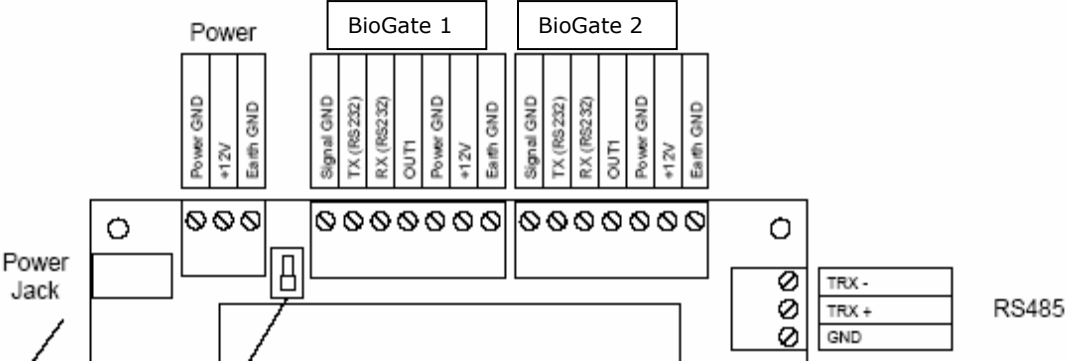 Power
BioGate 1
BioGate 2
Power GND
+12V
Earth GND
Signal GND
TX (RS232)
RX (RS232)
OUT1
Power GND
+12V
Earth GND
Signal GND
TX (RS232)
RX (RS232)
OUT1
Power GND
+12V
Earth GND
Power
Jack
TRX -
TRX +
GND
RS485